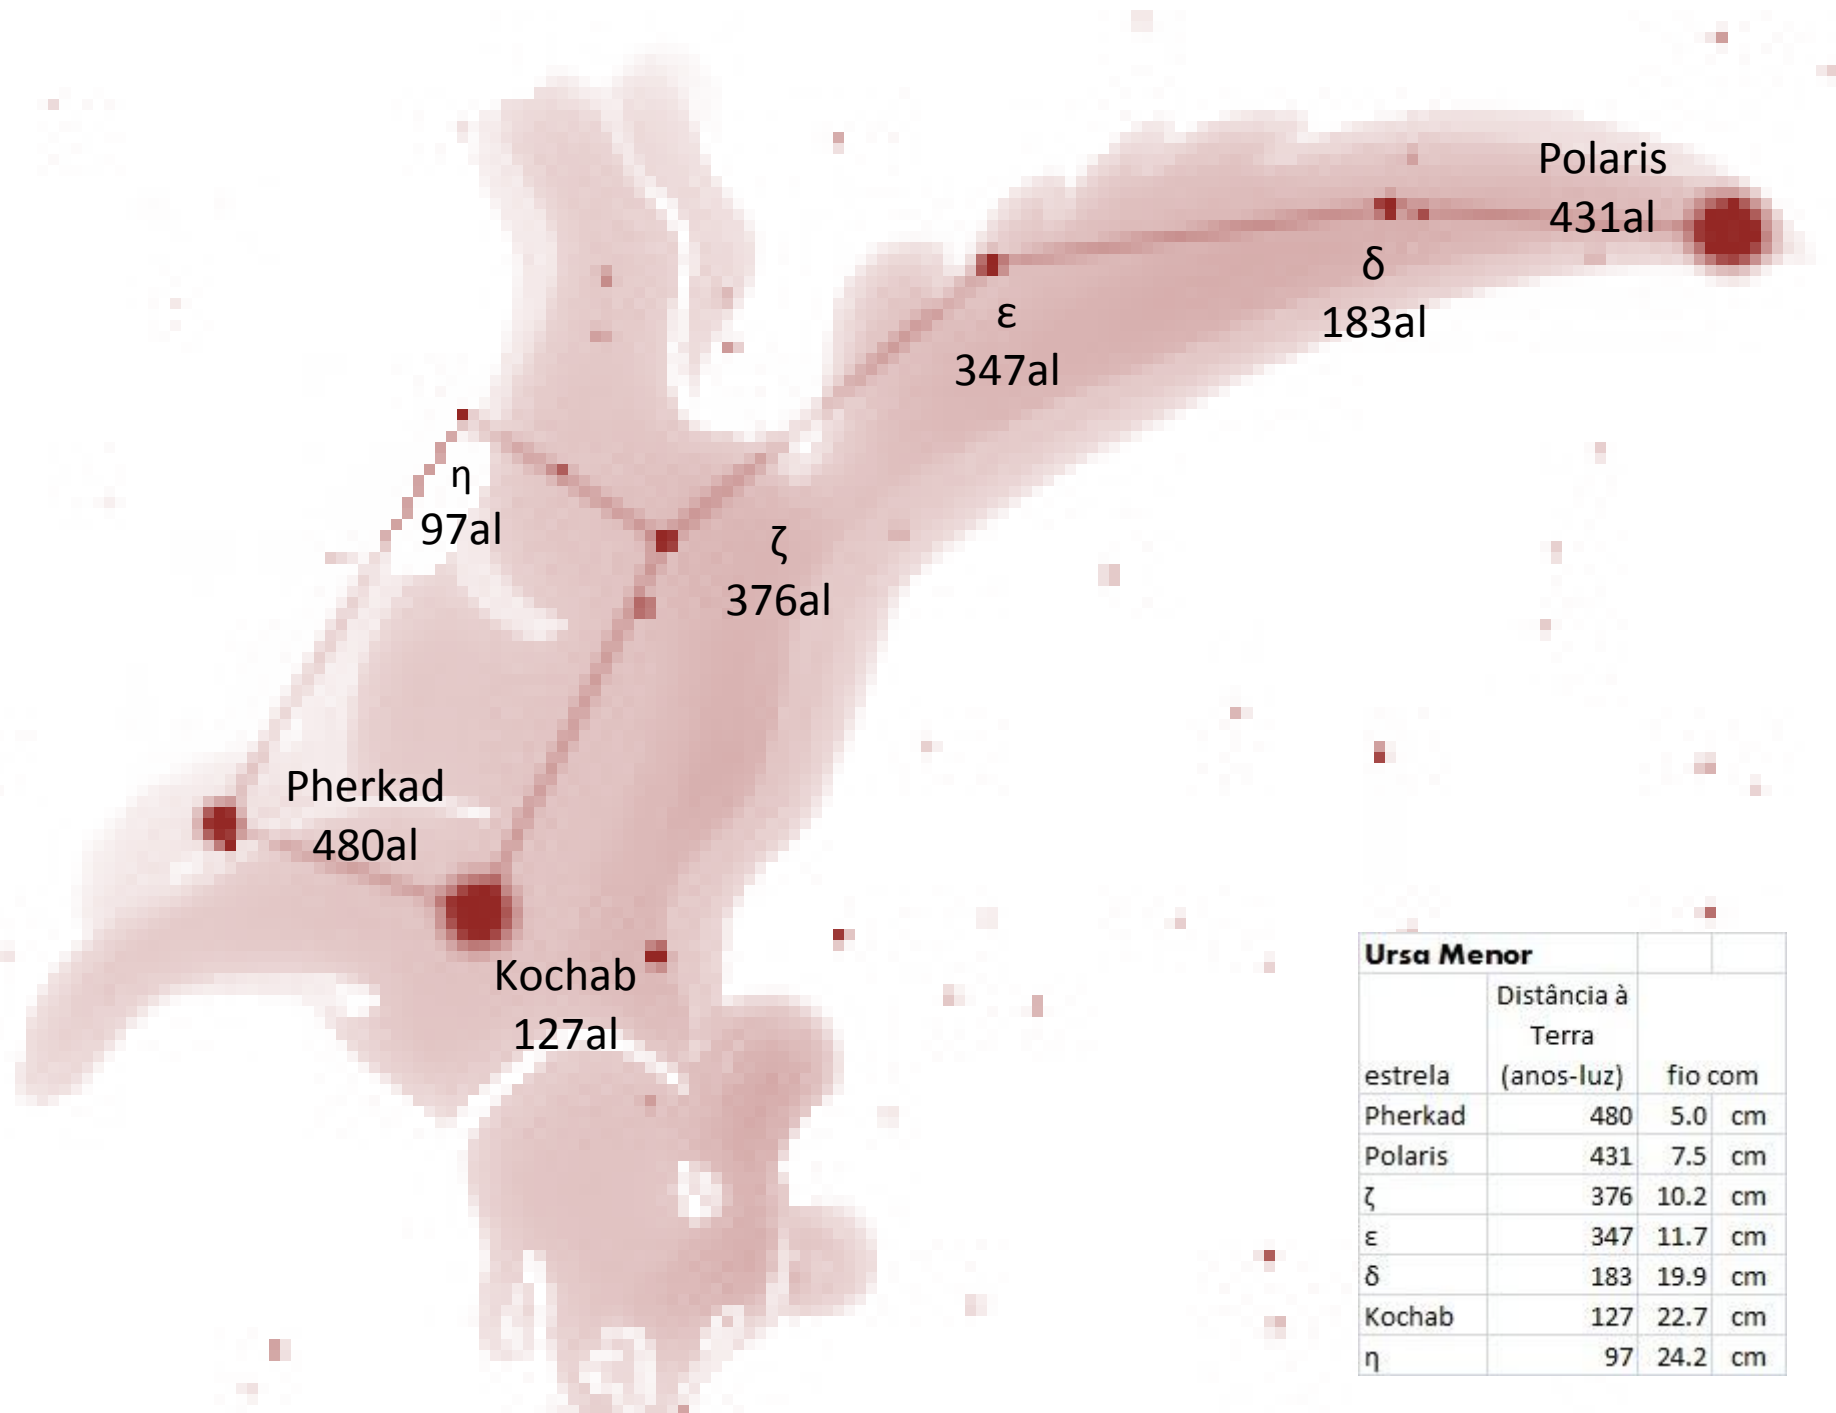 Polaris
431al
δ
183al
ε
347al
η
97al
ζ
376al
Pherkad
480al
Kochab
127al
Ursa Menor
Distância à
Terra
estrela (anos-luz) fio com
Pherkad 480 5.0 cm
Polaris 431 7.5 cm
ζ 376 10.2 cm
ε 347 11.7 cm
δ 183 19.9 cm
Kochab 127 22.7 cm
η 97 24.2 cm